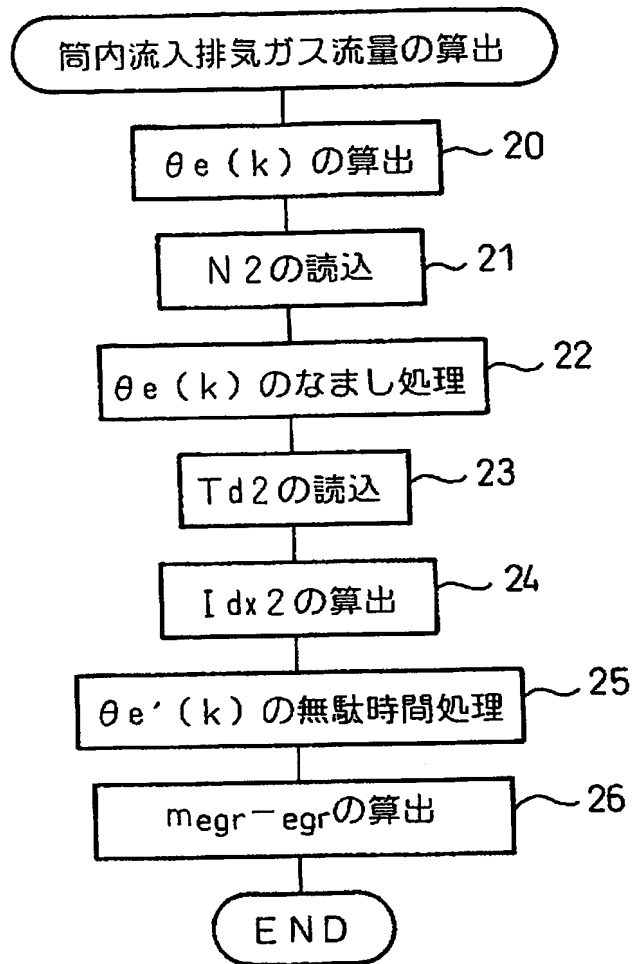 筒内流入排気ガス流量の算出
θe(k)の算出
20
N2の読込
21
θe(k)のなまし処理
22
Td2の読込
23
Idx2の算出
24
θe′(k)の無駄時間処理
25
megr-egrの算出
26
END